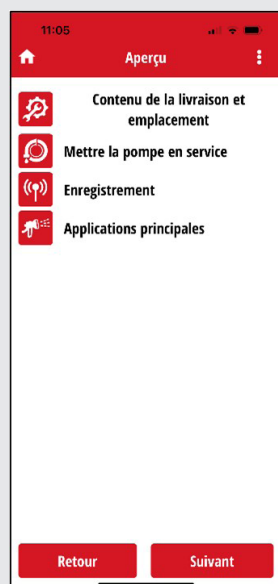 11:05
Aperçu
Contenu de la livraison et
emplacement
Mettre la pompe en service
Enregistrement
Applications principales
Retour
Suivant